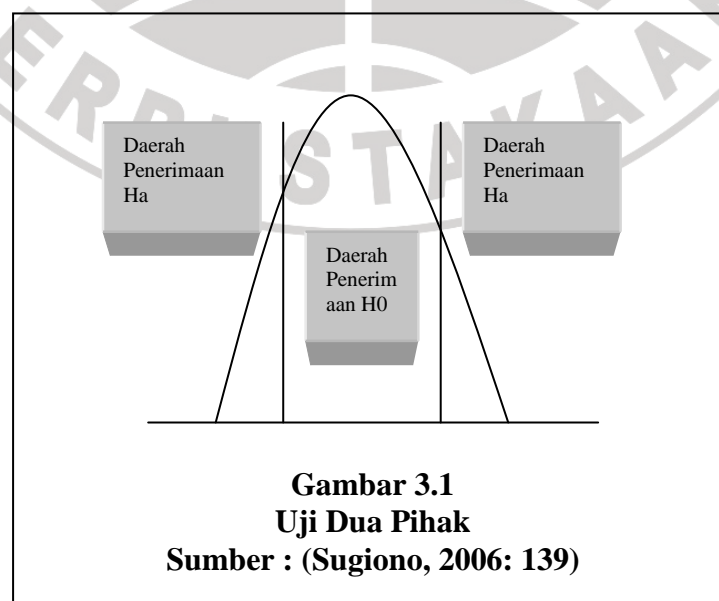 Daerah
Penerimaan
Ha
Daerah
Penerimaan
Ha
Daerah
Penerim
aan H0
Gambar 3.1
Uji Dua Pihak
Sumber : (Sugiono, 2006: 139)